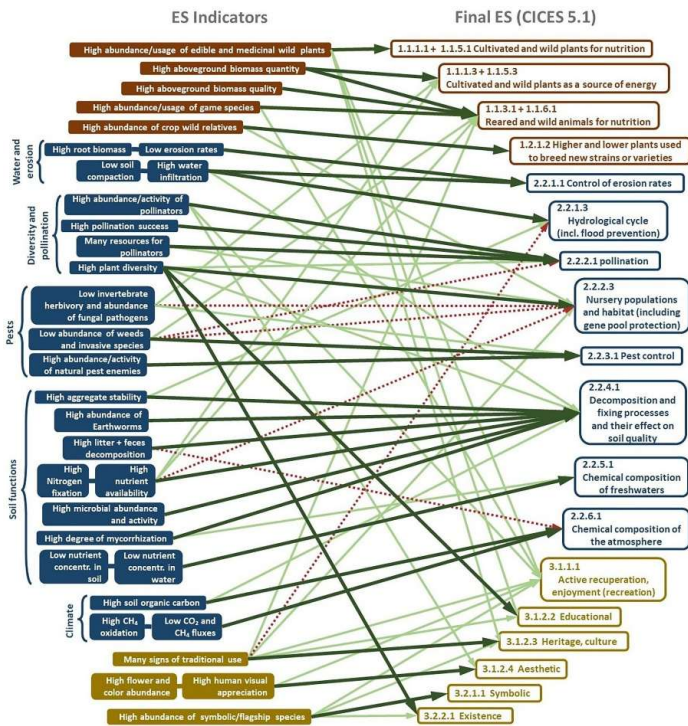 ES Indicators
Final ES (CICES 5.1)
High abundance/usage of edible and medicinal wild plants
High aboveground biomass quantity
High aboveground biomass quality
High abundance/usage of game species
High abundance of crop wild relatives
Water and
erosion
High root biomass
Low erosion rates
Low soil
compaction
High water
infiltration
Diversity and
pollination
High abundance/activity of
pollinators
High pollination success
Many resources for
pollinators
High plant diversity
Pests
Low invertebrate
herbivory and abundance
of fungal pathogens
Low abundance of weeds
and invasive species
High abundance/activity
of natural pest enemies
Soil functions
High aggregate stability
High abundance of
Earthworms
High litter + feces
decomposition
High
Nitrogen
fixation
High
nutrient
availability
High microbial abundance
and activity
High degree of mycorrhization
Low nutrient
concentr. in
soil
Low nutrient
concentr. in
water
Climate
High soil organic carbon
High CH₄
oxidation
Low CO₂ and
CH₄ fluxes
Many signs of traditional use
High flower and
color abundance
High human visual
appreciation
High abundance of symbolic/flagship species
1.1.1.1 + 1.1.5.1 Cultivated and wild plants for nutrition
1.1.1.3 + 1.1.5.3
Cultivated and wild plants as a source of energy
1.1.3.1 + 1.1.6.1
Reared and wild animals for nutrition
1.2.1.2 Higher and lower plants used
to breed new strains or varieties
2.2.1.1 Control of erosion rates
2.2.1.3
Hydrological cycle
(incl. flood prevention)
2.2.2.1 pollination
2.2.2.3
Nursery populations
and habitat (including
gene pool protection)
2.2.3.1 Pest control
2.2.4.1
Decomposition and
fixing processes
and their effect on
soil quality
2.2.5.1
Chemical composition
of freshwaters
2.2.6.1
Chemical composition of
the atmosphere
3.1.1.1
Active recuperation,
enjoyment (recreation)
3.1.2.2 Educational
3.1.2.3 Heritage, culture
3.1.2.4 Aesthetic
3.2.1.1 Symbolic
3.2.2.1 Existence